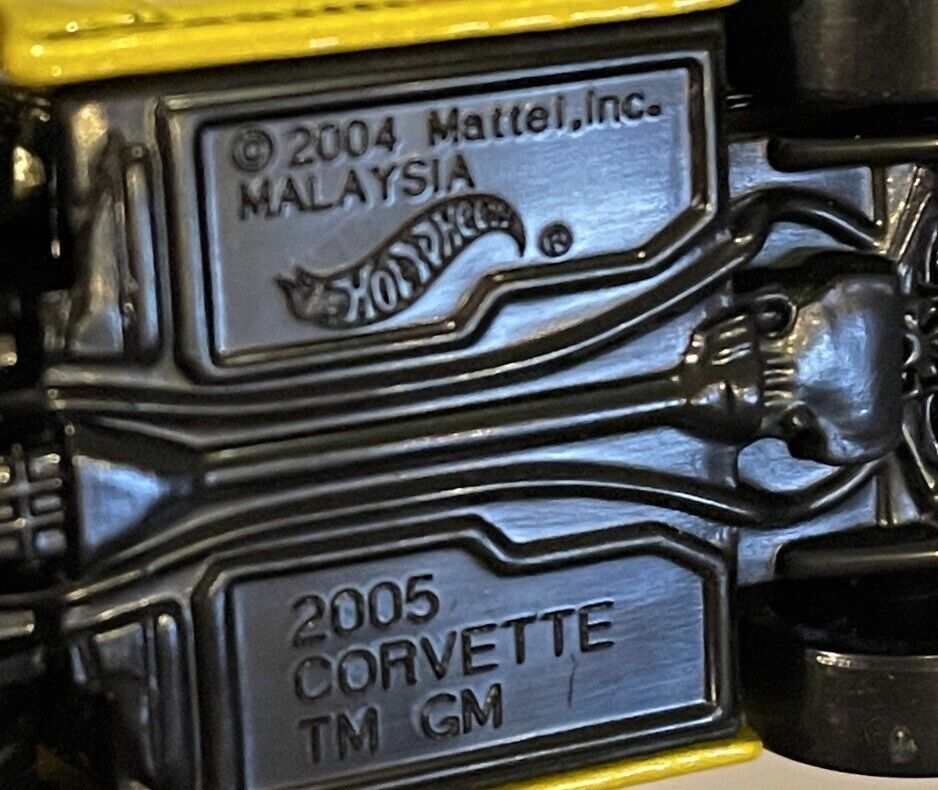 © 2004 Mattel,Inc.
MALAYSIA
HOT WHEELS ®
2005
CORVETTE
TM GM